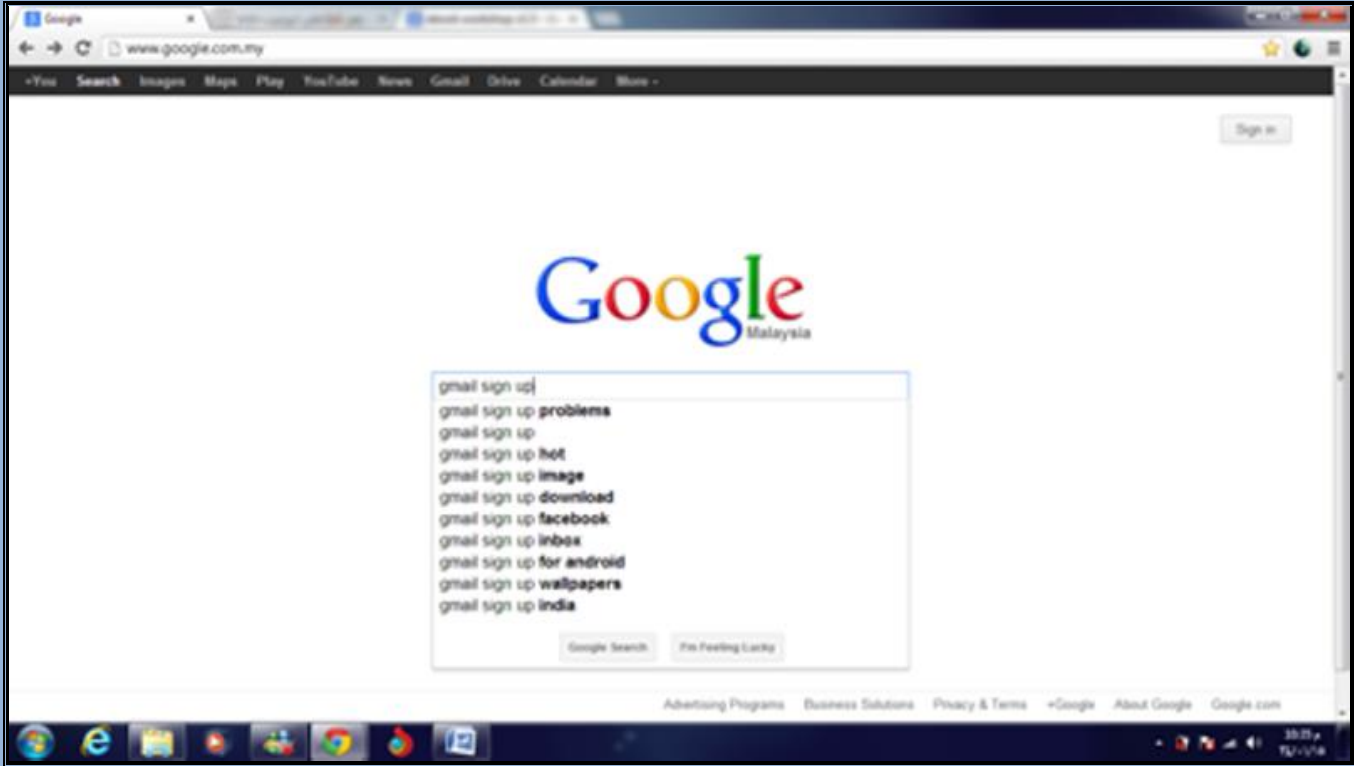 Google
www.google.com.my
+You Search Images Maps Play YouTube News Gmail Drive Calendar More
Sign in
Google
Malaysia
gmail sign up
gmail sign up problems
gmail sign up
gmail sign up hot
gmail sign up image
gmail sign up download
gmail sign up facebook
gmail sign up inbox
gmail sign up for android
gmail sign up wallpapers
gmail sign up india
Google Search I'm Feeling Lucky
Advertising Programs Business Solutions Privacy & Terms +Google About Google Google.com